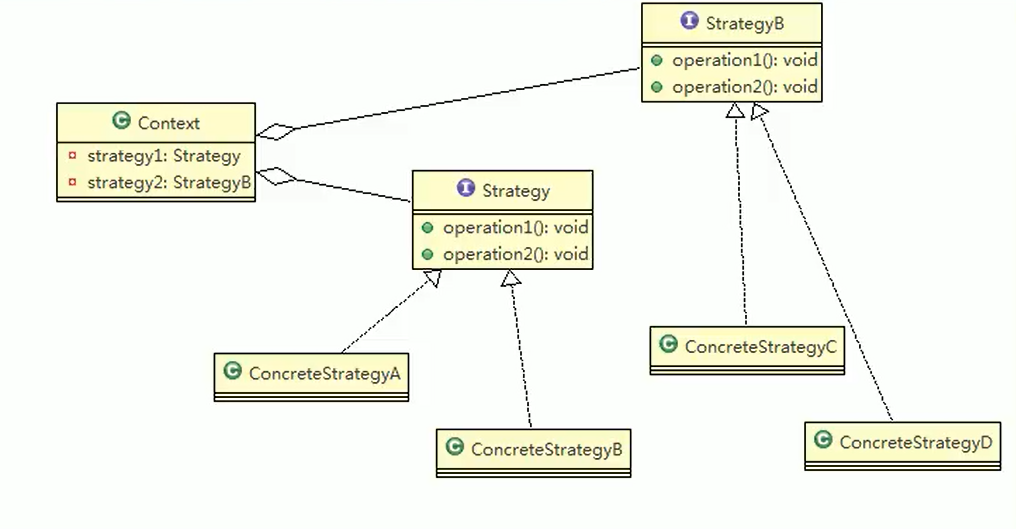 StrategyB
operation1(): void
operation2(): void
Context
strategy1: Strategy
strategy2: StrategyB
Strategy
operation1(): void
operation2(): void
ConcreteStrategyC
ConcreteStrategyA
ConcreteStrategyD
ConcreteStrategyB